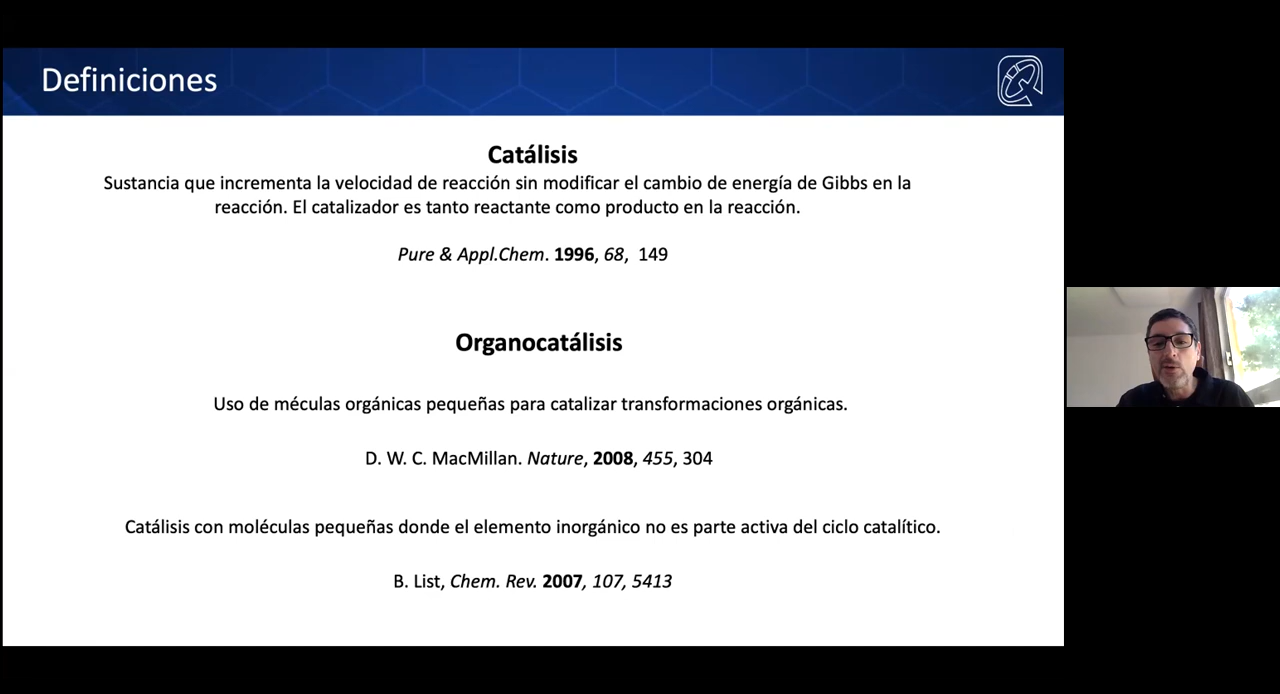 Definiciones
Catálisis
Sustancia que incrementa la velocidad de reacción sin modificar el cambio de energía de Gibbs en la
reacción. El catalizador es tanto reactante como producto en la reacción.
Pure & Appl.Chem. 1996, 68, 149
Organocatálisis
Uso de méculas orgánicas pequeñas para catalizar transformaciones orgánicas.
D. W. C. MacMillan. Nature, 2008, 455, 304
Catálisis con moléculas pequeñas donde el elemento inorgánico no es parte activa del ciclo catalítico.
B. List, Chem. Rev. 2007, 107, 5413